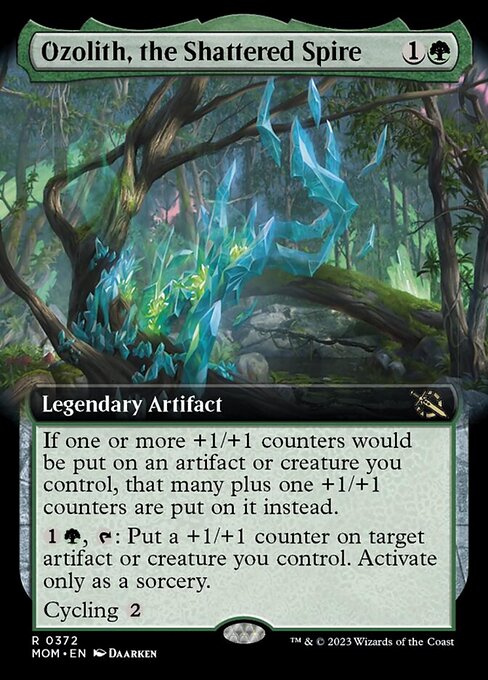 Ozolith, the Shattered Spire 1
Legendary Artifact
If one or more +1/+1 counters would
be put on an artifact or creature you
control, that many plus one +1/+1
counters are put on it instead.
1 , : Put a +1/+1 counter on target
artifact or creature you control. Activate
only as a sorcery.
Cycling 2
R 0372
MOM • EN DAARKEN
™ & © 2023 Wizards of the Coast